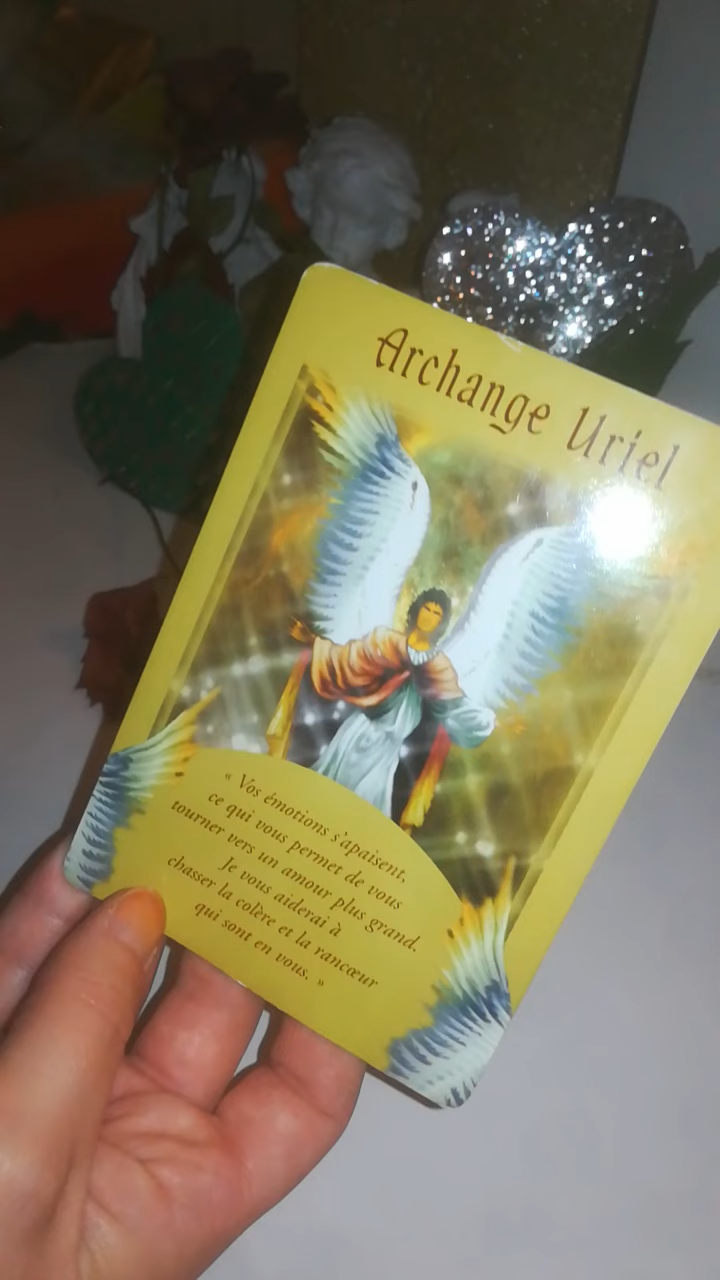 Archange Uriel
« Vos émotions s'apaisent,
ce qui vous permet de vous
tourner vers un amour plus grand.
Je vous aiderai à
chasser la colère et la rancœur
qui sont en vous. »